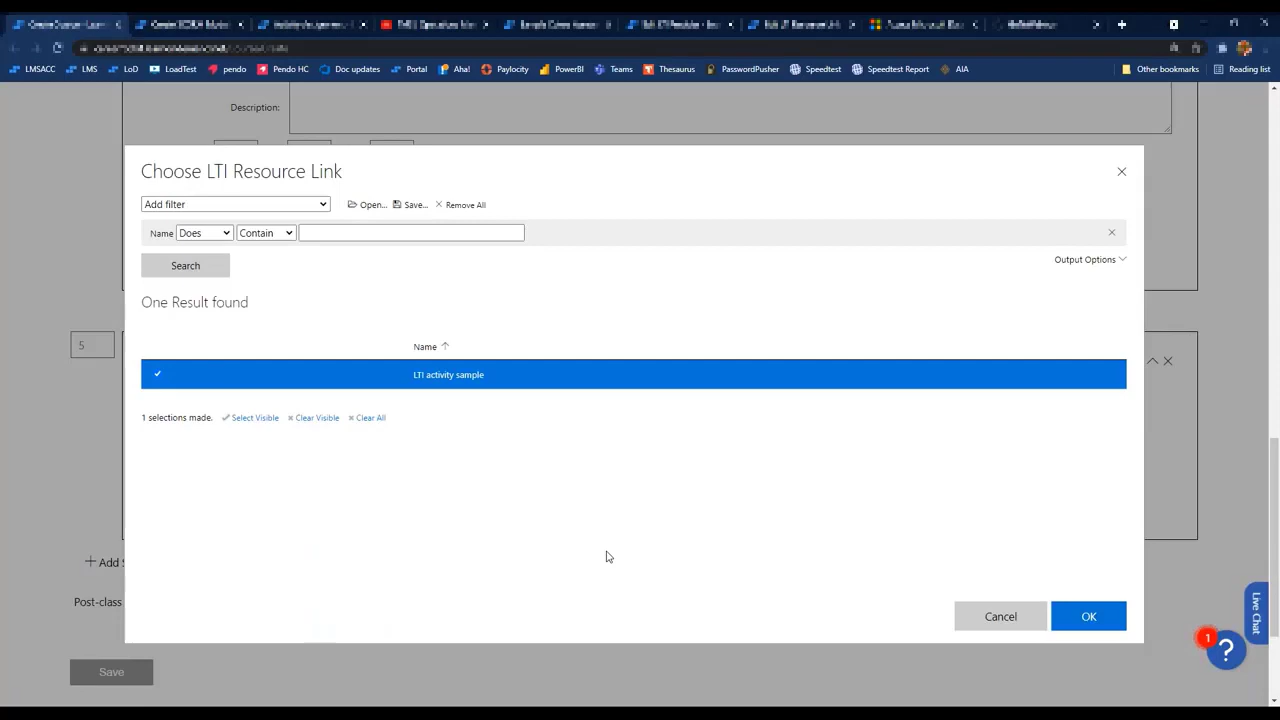 LMSACC LMS LoD LoadTest pendo Pendo HC Doc updates Portal Aha! Paylocity PowerBI Teams Thesaurus PasswordPusher Speedtest Speedtest Report AIA Other bookmarks Reading list
Description:
Choose LTI Resource Link
Add filter Open... Save... Remove All
Name Does Contain
Search
Output Options
One Result found
5
Name
LTI activity sample
1 selections made. Select Visible Clear Visible Clear All
Add
Post-class
Cancel OK
Live Chat
1
?
Save